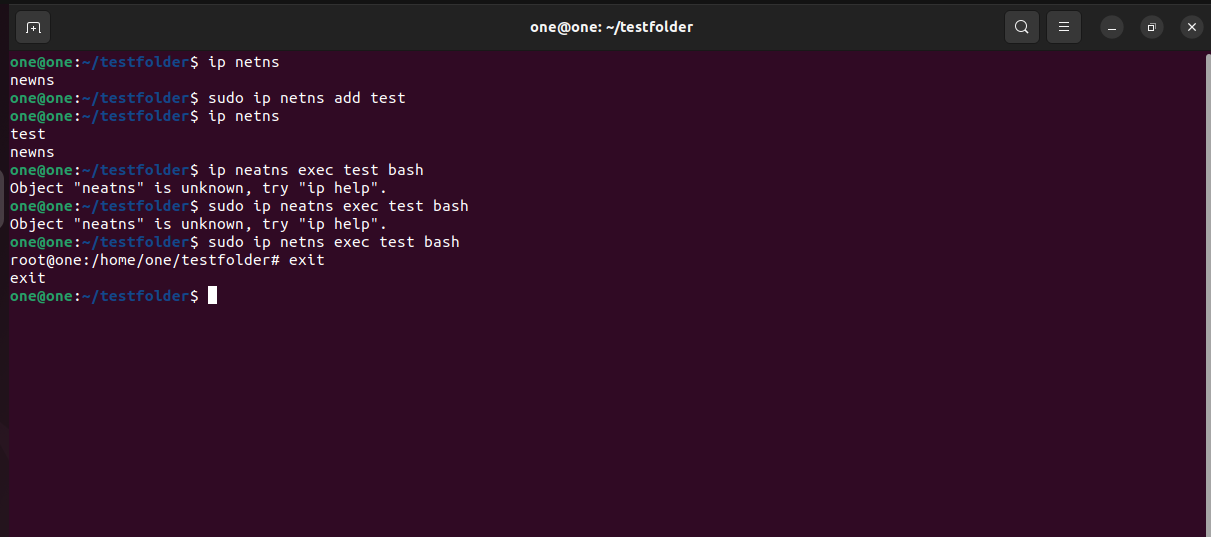 one@one: ~/testfolder
one@one:~/testfolder$ ip netns
newns
one@one:~/testfolder$ sudo ip netns add test
one@one:~/testfolder$ ip netns
test
newns
one@one:~/testfolder$ ip neatns exec test bash
Object "neatns" is unknown, try "ip help".
one@one:~/testfolder$ sudo ip neatns exec test bash
Object "neatns" is unknown, try "ip help".
one@one:~/testfolder$ sudo ip netns exec test bash
root@one:/home/one/testfolder# exit
exit
one@one:~/testfolder$